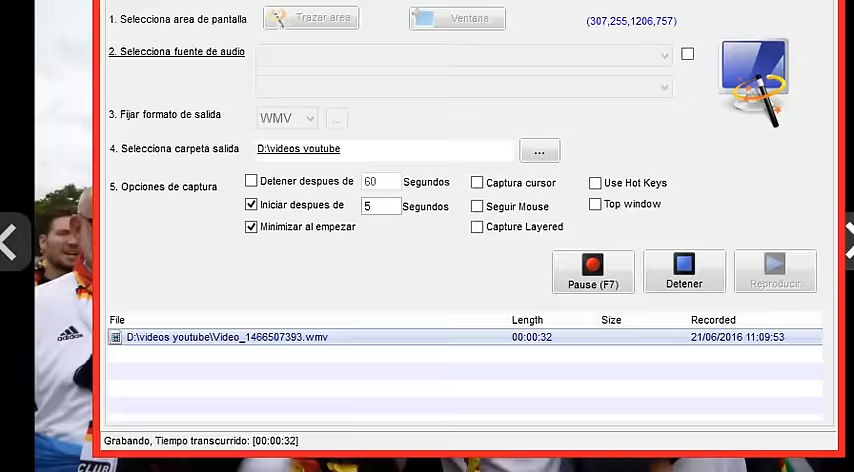 1. Selecciona area de pantalla Trazar area Ventana (307,255,1206,757)
2. Selecciona fuente de audio
3. Fijar formato de salida WMV ...
4. Selecciona carpeta salida D:\videos youtube ...
5. Opciones de captura Detener despues de 60 Segundos Captura cursor Use Hot Keys
Iniciar despues de 5 Segundos Seguir Mouse Top window
Minimizar al empezar Capture Layered
Pause (F7) Detener Reproducir
File Length Size Recorded
D:\videos youtube\Video_1466507393.wmv 00:00:32 21/06/2016 11:09:53
Grabando, Tiempo transcurrido: [00:00:32]
adidas
CLUB